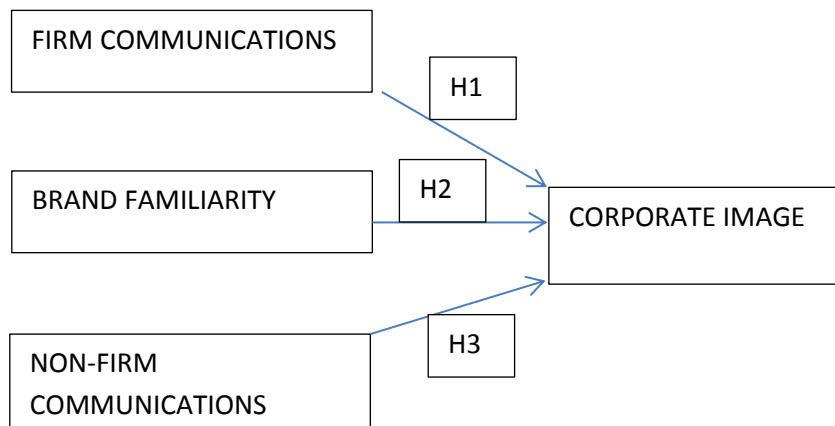 FIRM COMMUNICATIONS
H1
BRAND FAMILIARITY
H2
CORPORATE IMAGE
H3
NON-FIRM
COMMUNICATIONS